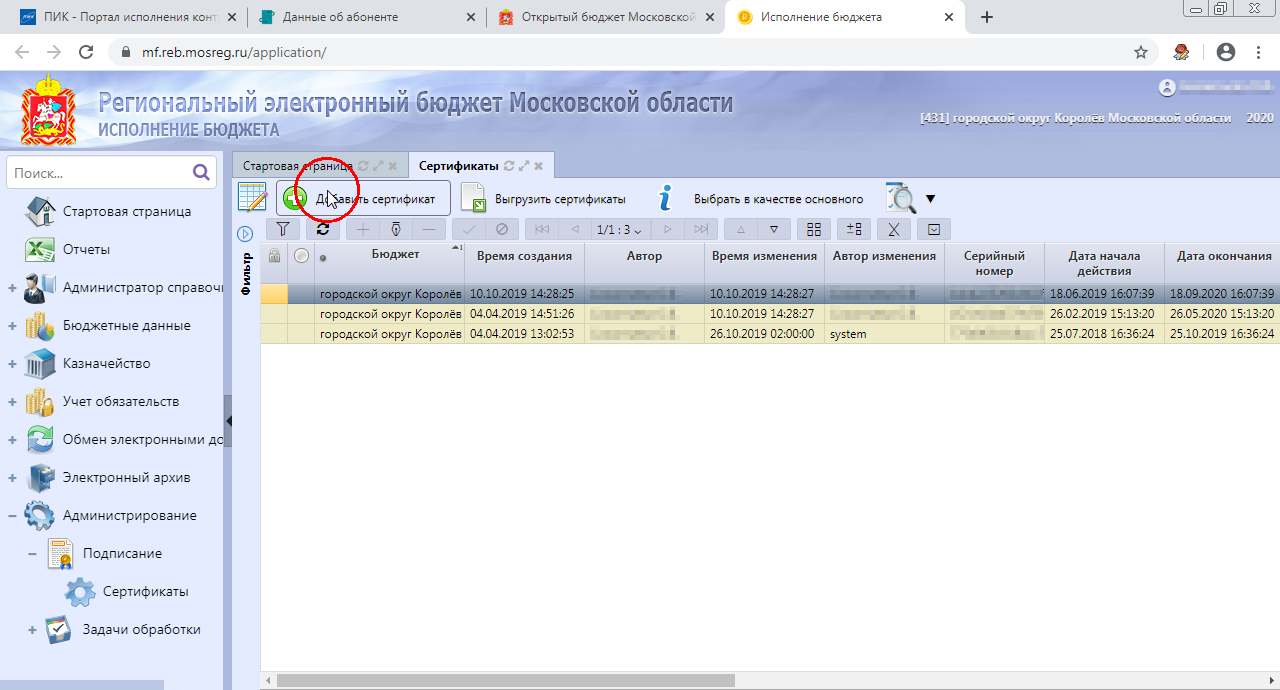 ПИК - Портал исполнения конт
Данные об абоненте
Открытый бюджет Московской
Исполнение бюджета
mf.reb.mosreg.ru/application/
Региональный электронный бюджет Московской области
ИСПОЛНЕНИЕ БЮДЖЕТА
[431] городской округ Королёв Московской области 2020
Поиск...
Стартовая страница
Отчеты
Администратор справочн
Бюджетные данные
Казначейство
Учет обязательств
Обмен электронными до
Электронный архив
Администрирование
Подписание
Сертификаты
Задачи обработки
Стартовая страница
Сертификаты
Добавить сертификат
Выгрузить сертификаты
Выбрать в качестве основного
1/1 : 3
Фильтр
Бюджет 1 Время создания Автор Время изменения Автор изменения Серийный номер Дата начала действия Дата окончания
городской округ Королёв 10.10.2019 14:28:25 10.10.2019 14:28:27 18.06.2019 16:07:39 18.09.2020 16:07:39
городской округ Королёв 04.04.2019 14:51:26 10.10.2019 14:28:27 26.02.2019 15:13:20 26.05.2020 15:13:20
городской округ Королёв 04.04.2019 13:02:53 26.10.2019 02:00:00 system 25.07.2018 16:36:24 25.10.2019 16:36:24